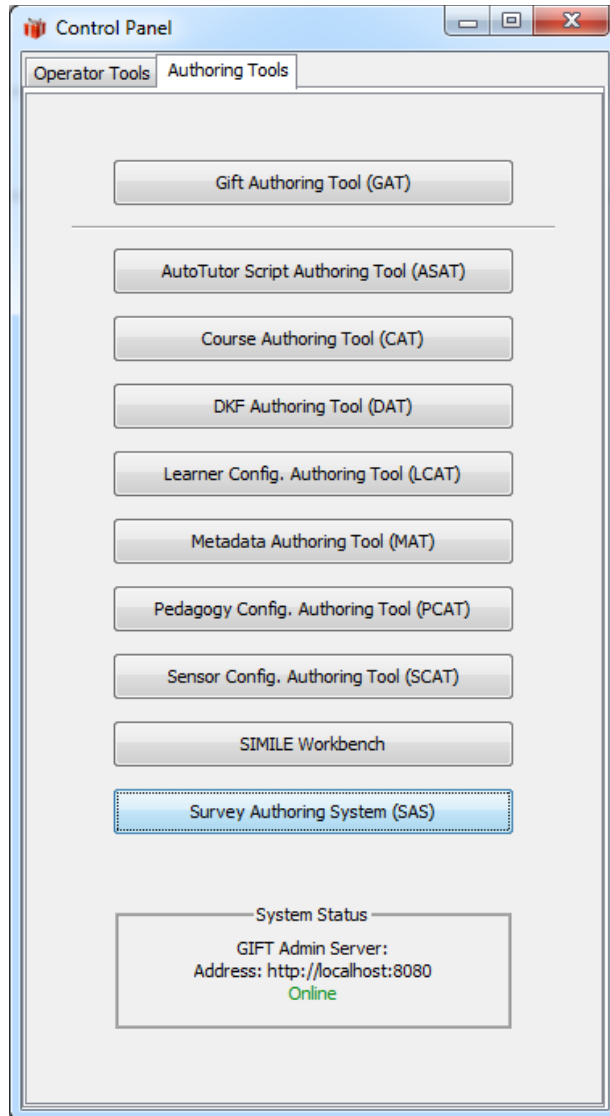 Control Panel
Operator Tools
Authoring Tools
Gift Authoring Tool (GAT)
AutoTutor Script Authoring Tool (ASAT)
Course Authoring Tool (CAT)
DKF Authoring Tool (DAT)
Learner Config. Authoring Tool (LCAT)
Metadata Authoring Tool (MAT)
Pedagogy Config. Authoring Tool (PCAT)
Sensor Config. Authoring Tool (SCAT)
SIMILE Workbench
Survey Authoring System (SAS)
System Status
GIFT Admin Server:
Address: http://localhost:8080
Online